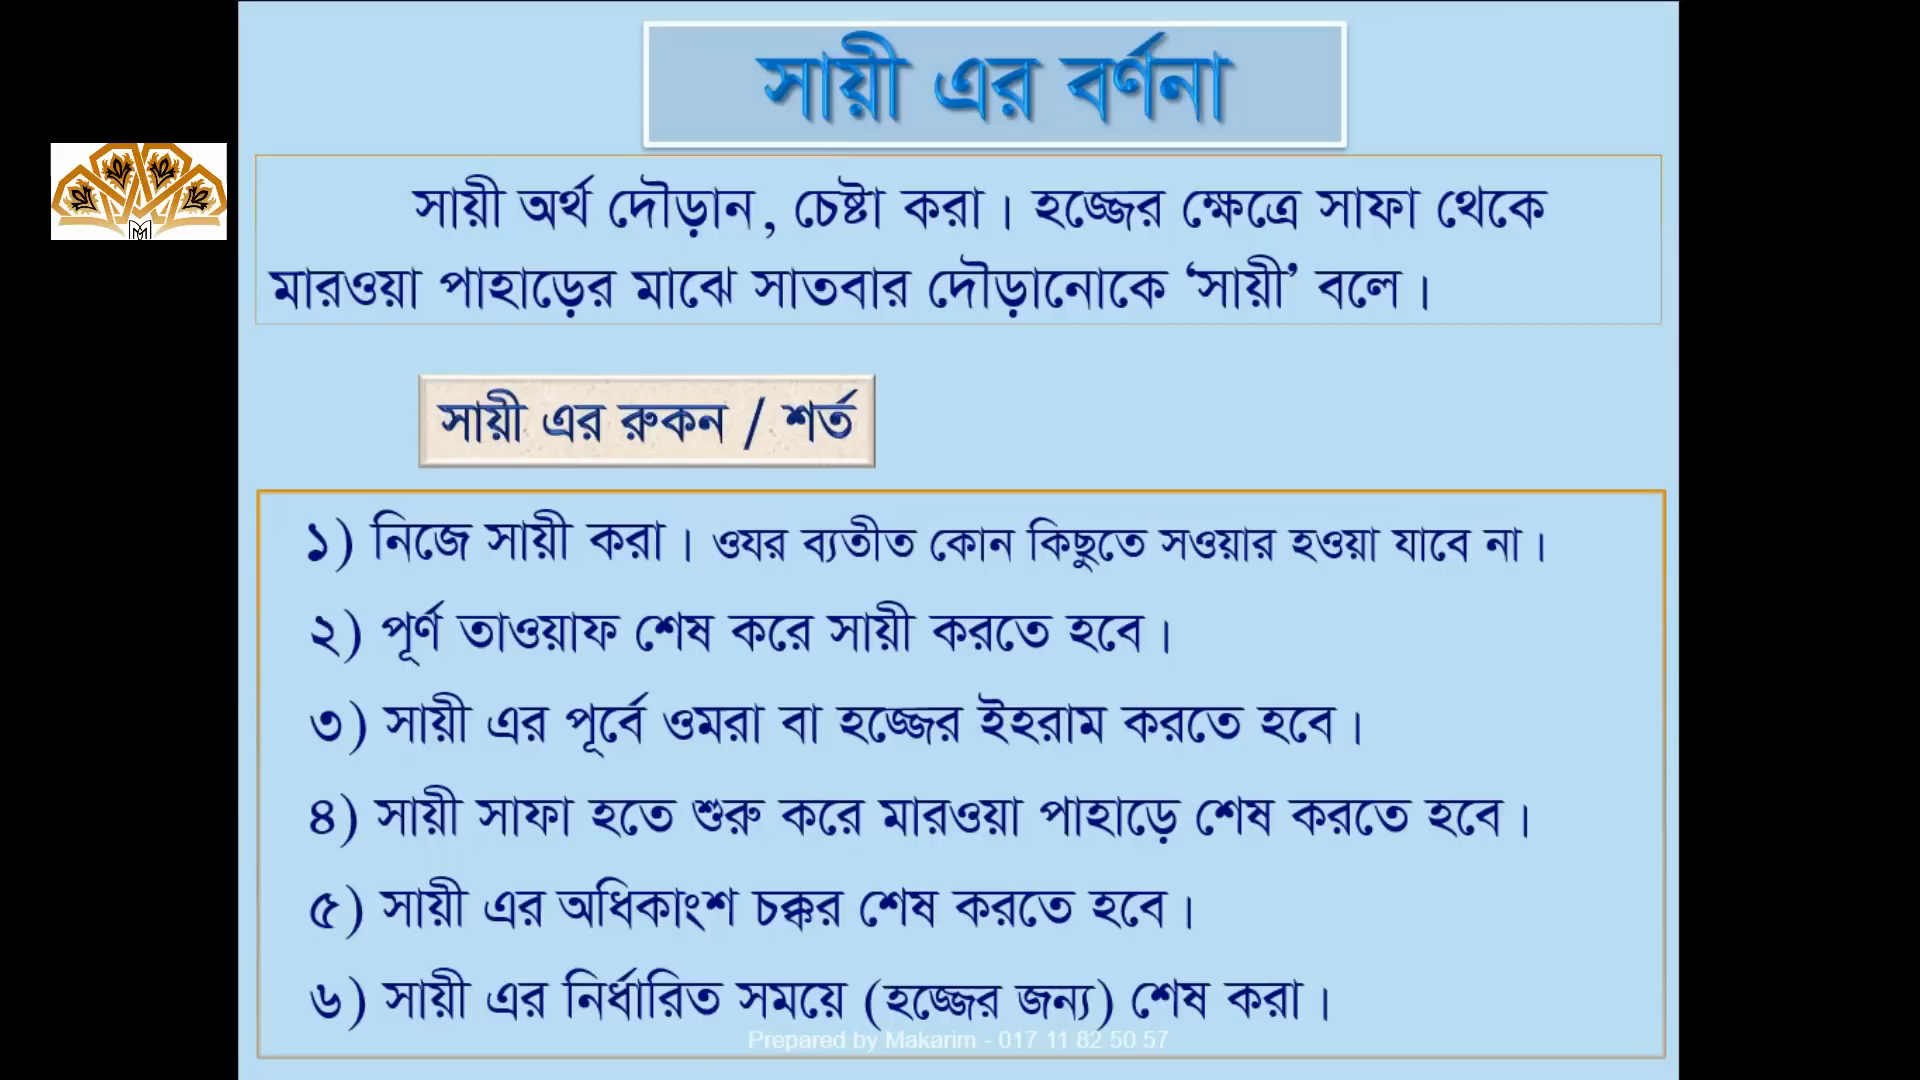 সায়ী এর বর্ণনা
সায়ী অর্থ দৌড়ান, চেষ্টা করা। হজ্জের ক্ষেত্রে সাফা থেকে
মারওয়া পাহাড়ের মাঝে সাতবার দৌড়ানোকে ‘সায়ী’ বলে।
সায়ী এর রুকন / শর্ত
১) নিজে সায়ী করা। ওযর ব্যতীত কোন কিছুতে সওয়ার হওয়া যাবে না।
২) পূর্ণ তাওয়াফ শেষ করে সায়ী করতে হবে।
৩) সায়ী এর পূর্বে ওমরা বা হজ্জের ইহরাম করতে হবে।
৪) সায়ী সাফা হতে শুরু করে মারওয়া পাহাড়ে শেষ করতে হবে।
৫) সায়ী এর অধিকাংশ চক্কর শেষ করতে হবে।
৬) সায়ী এর নির্ধারিত সময়ে (হজ্জের জন্য) শেষ করা।
Prepared by Makarim - 017 11 82 50 57